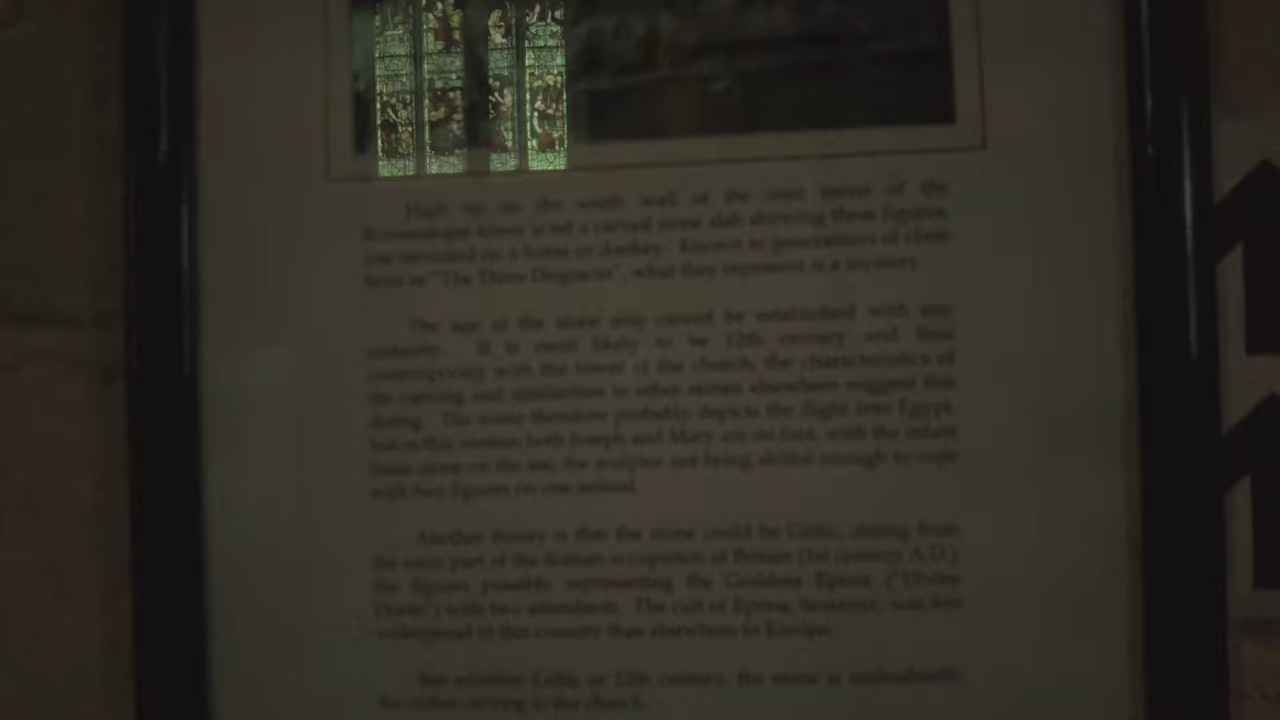 High up on the south wall of the stair turret of the
Romanesque tower is set a carved stone slab showing three figures,
one mounted on a horse or donkey. Known to generations of
as "The Three Disgraces", what they represent is a mystery.
The age of the stone slab cannot be established with any
certainty. It is most likely to be 12th century and thus
contemporary with the tower of the church; the characteristics of
the carving and similarities to other stones elsewhere suggest this
dating. The scene therefore probably depicts the flight into Egypt,
but in this version both Joseph and Mary are on foot, with the infant
Jesus alone on the ass, the sculptor not being skilled enough to cope
with two figures on one animal.
Another theory is that the stone could be Celtic, dating from
the early part of the Roman occupation of Britain (1st century A.D.),
the figures possibly representing the Goddess Epona ("Divine
Horse") with two attendants. The cult of Epona, however, was less
widespread in this country than elsewhere in Europe.
But whether Celtic or 12th century, the stone is undoubtedly
the oldest carving in the church.